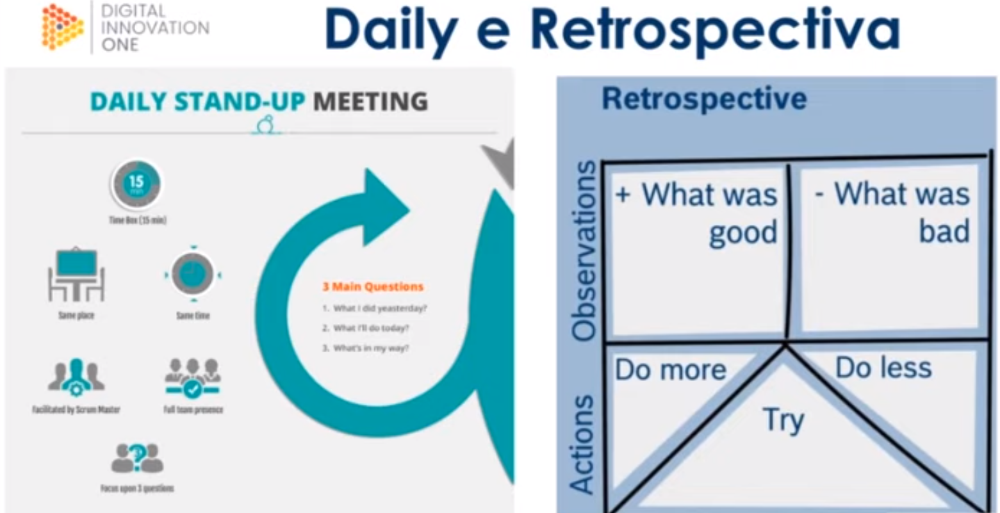 DIGITAL
INNOVATION
ONE
Daily e Retrospectiva
DAILY STAND-UP MEETING
15
min
Time Box (15 min)
Same place
Same time
Facilitated by Scrum Master
Full team presence
Focus upon 3 questions
3 Main Questions
1. What I did yeasterday?
2. What I'll do today?
3. What's in my way?
Retrospective
Observations
+ What was
good
- What was
bad
Actions
Do more
Do less
Try